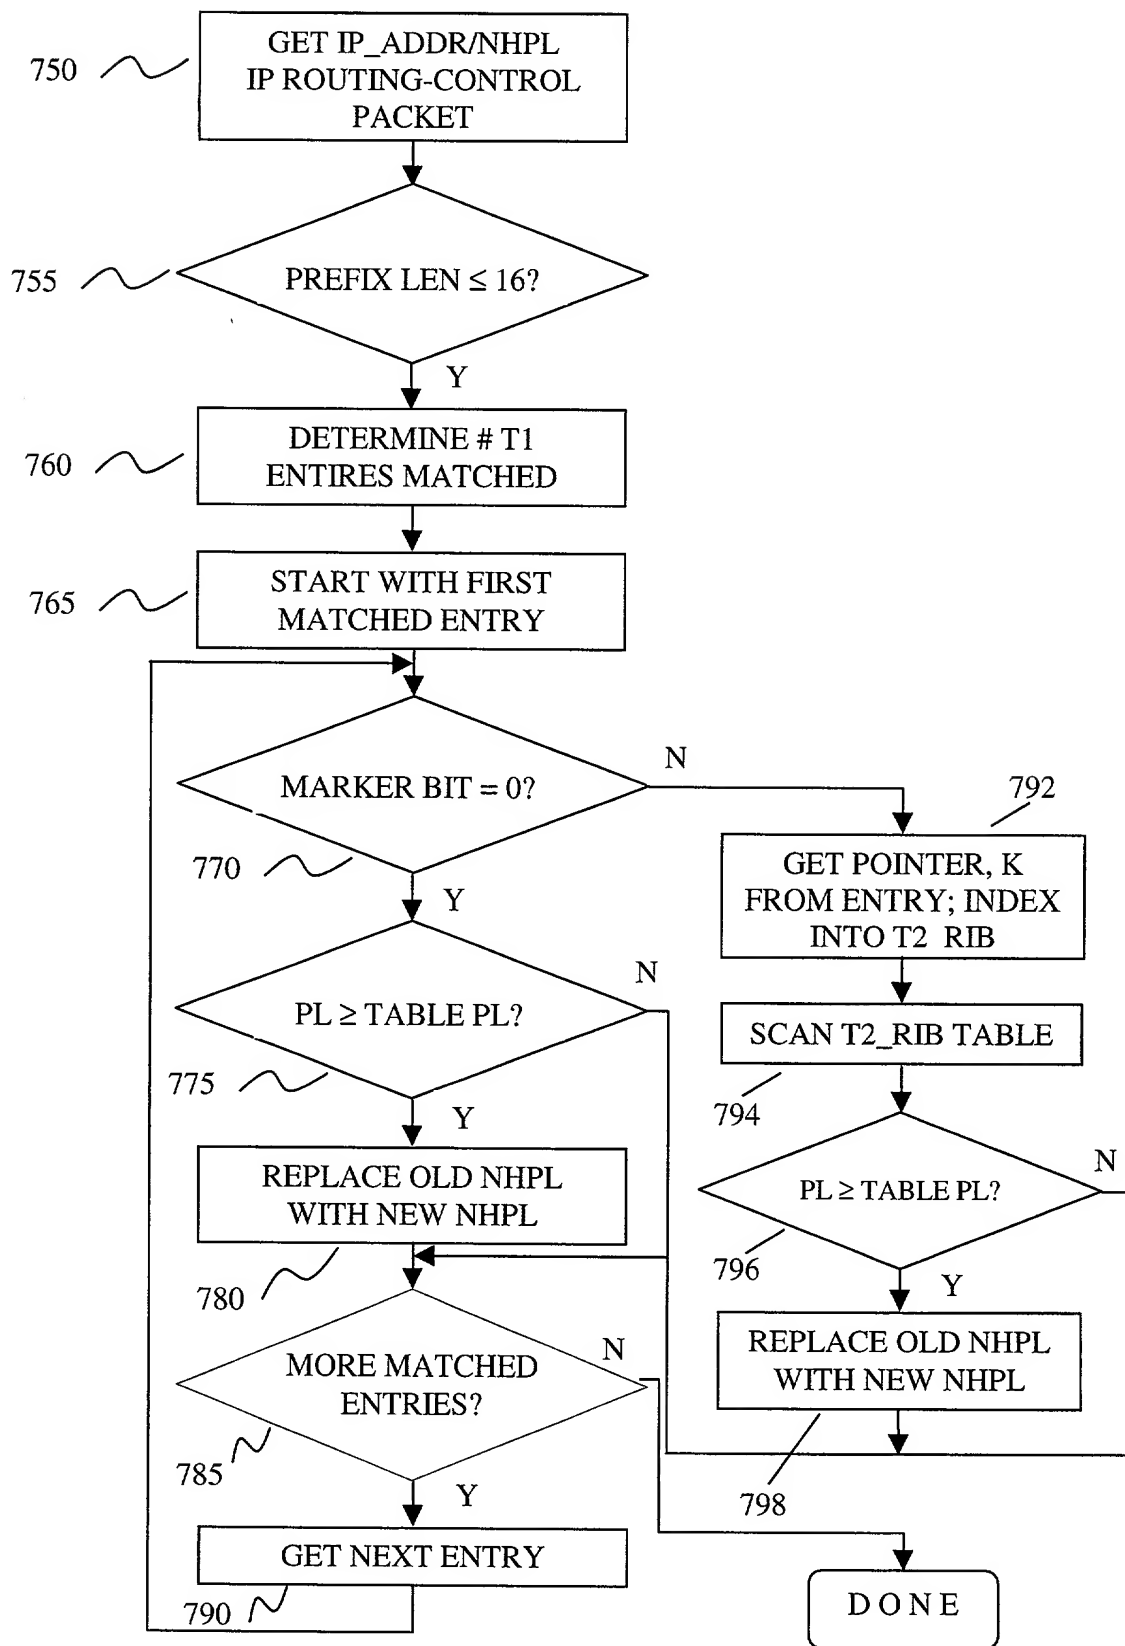 GET IP_ADDR/NHPL
IP ROUTING-CONTROL
PACKET
750
PREFIX LEN ≤ 16?
755
Y
DETERMINE # T1
ENTIRES MATCHED
760
START WITH FIRST
MATCHED ENTRY
765
MARKER BIT = 0?
N
770
Y
792
GET POINTER, K
FROM ENTRY; INDEX
INTO T2 RIB
PL ≥ TABLE PL?
N
775
Y
SCAN T2_RIB TABLE
794
PL ≥ TABLE PL?
N
796
Y
REPLACE OLD NHPL
WITH NEW NHPL
780
REPLACE OLD NHPL
WITH NEW NHPL
798
MORE MATCHED
ENTRIES?
N
785
Y
GET NEXT ENTRY
790
DONE